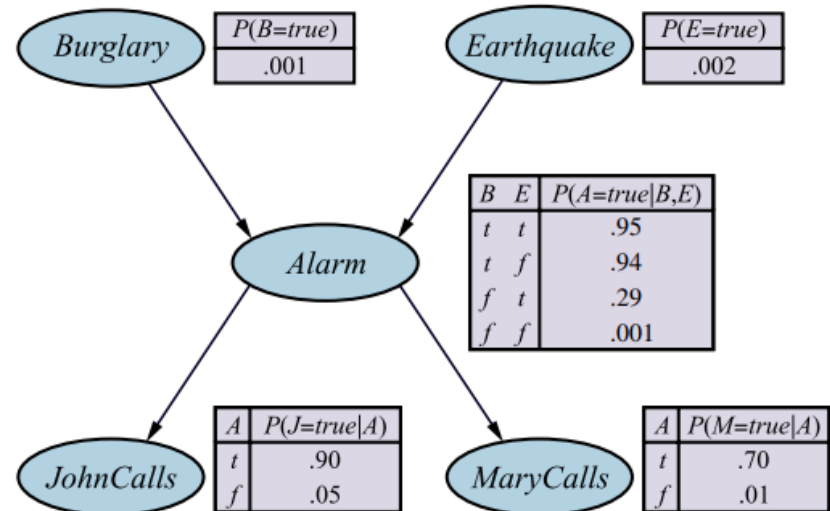 Burglary
P(B=true)
.001
Earthquake
P(E=true)
.002
B E P(A=true|B,E)
t t .95
t f .94
f t .29
f f .001
Alarm
JohnCalls
A P(J=true|A)
t .90
f .05
MaryCalls
A P(M=true|A)
t .70
f .01